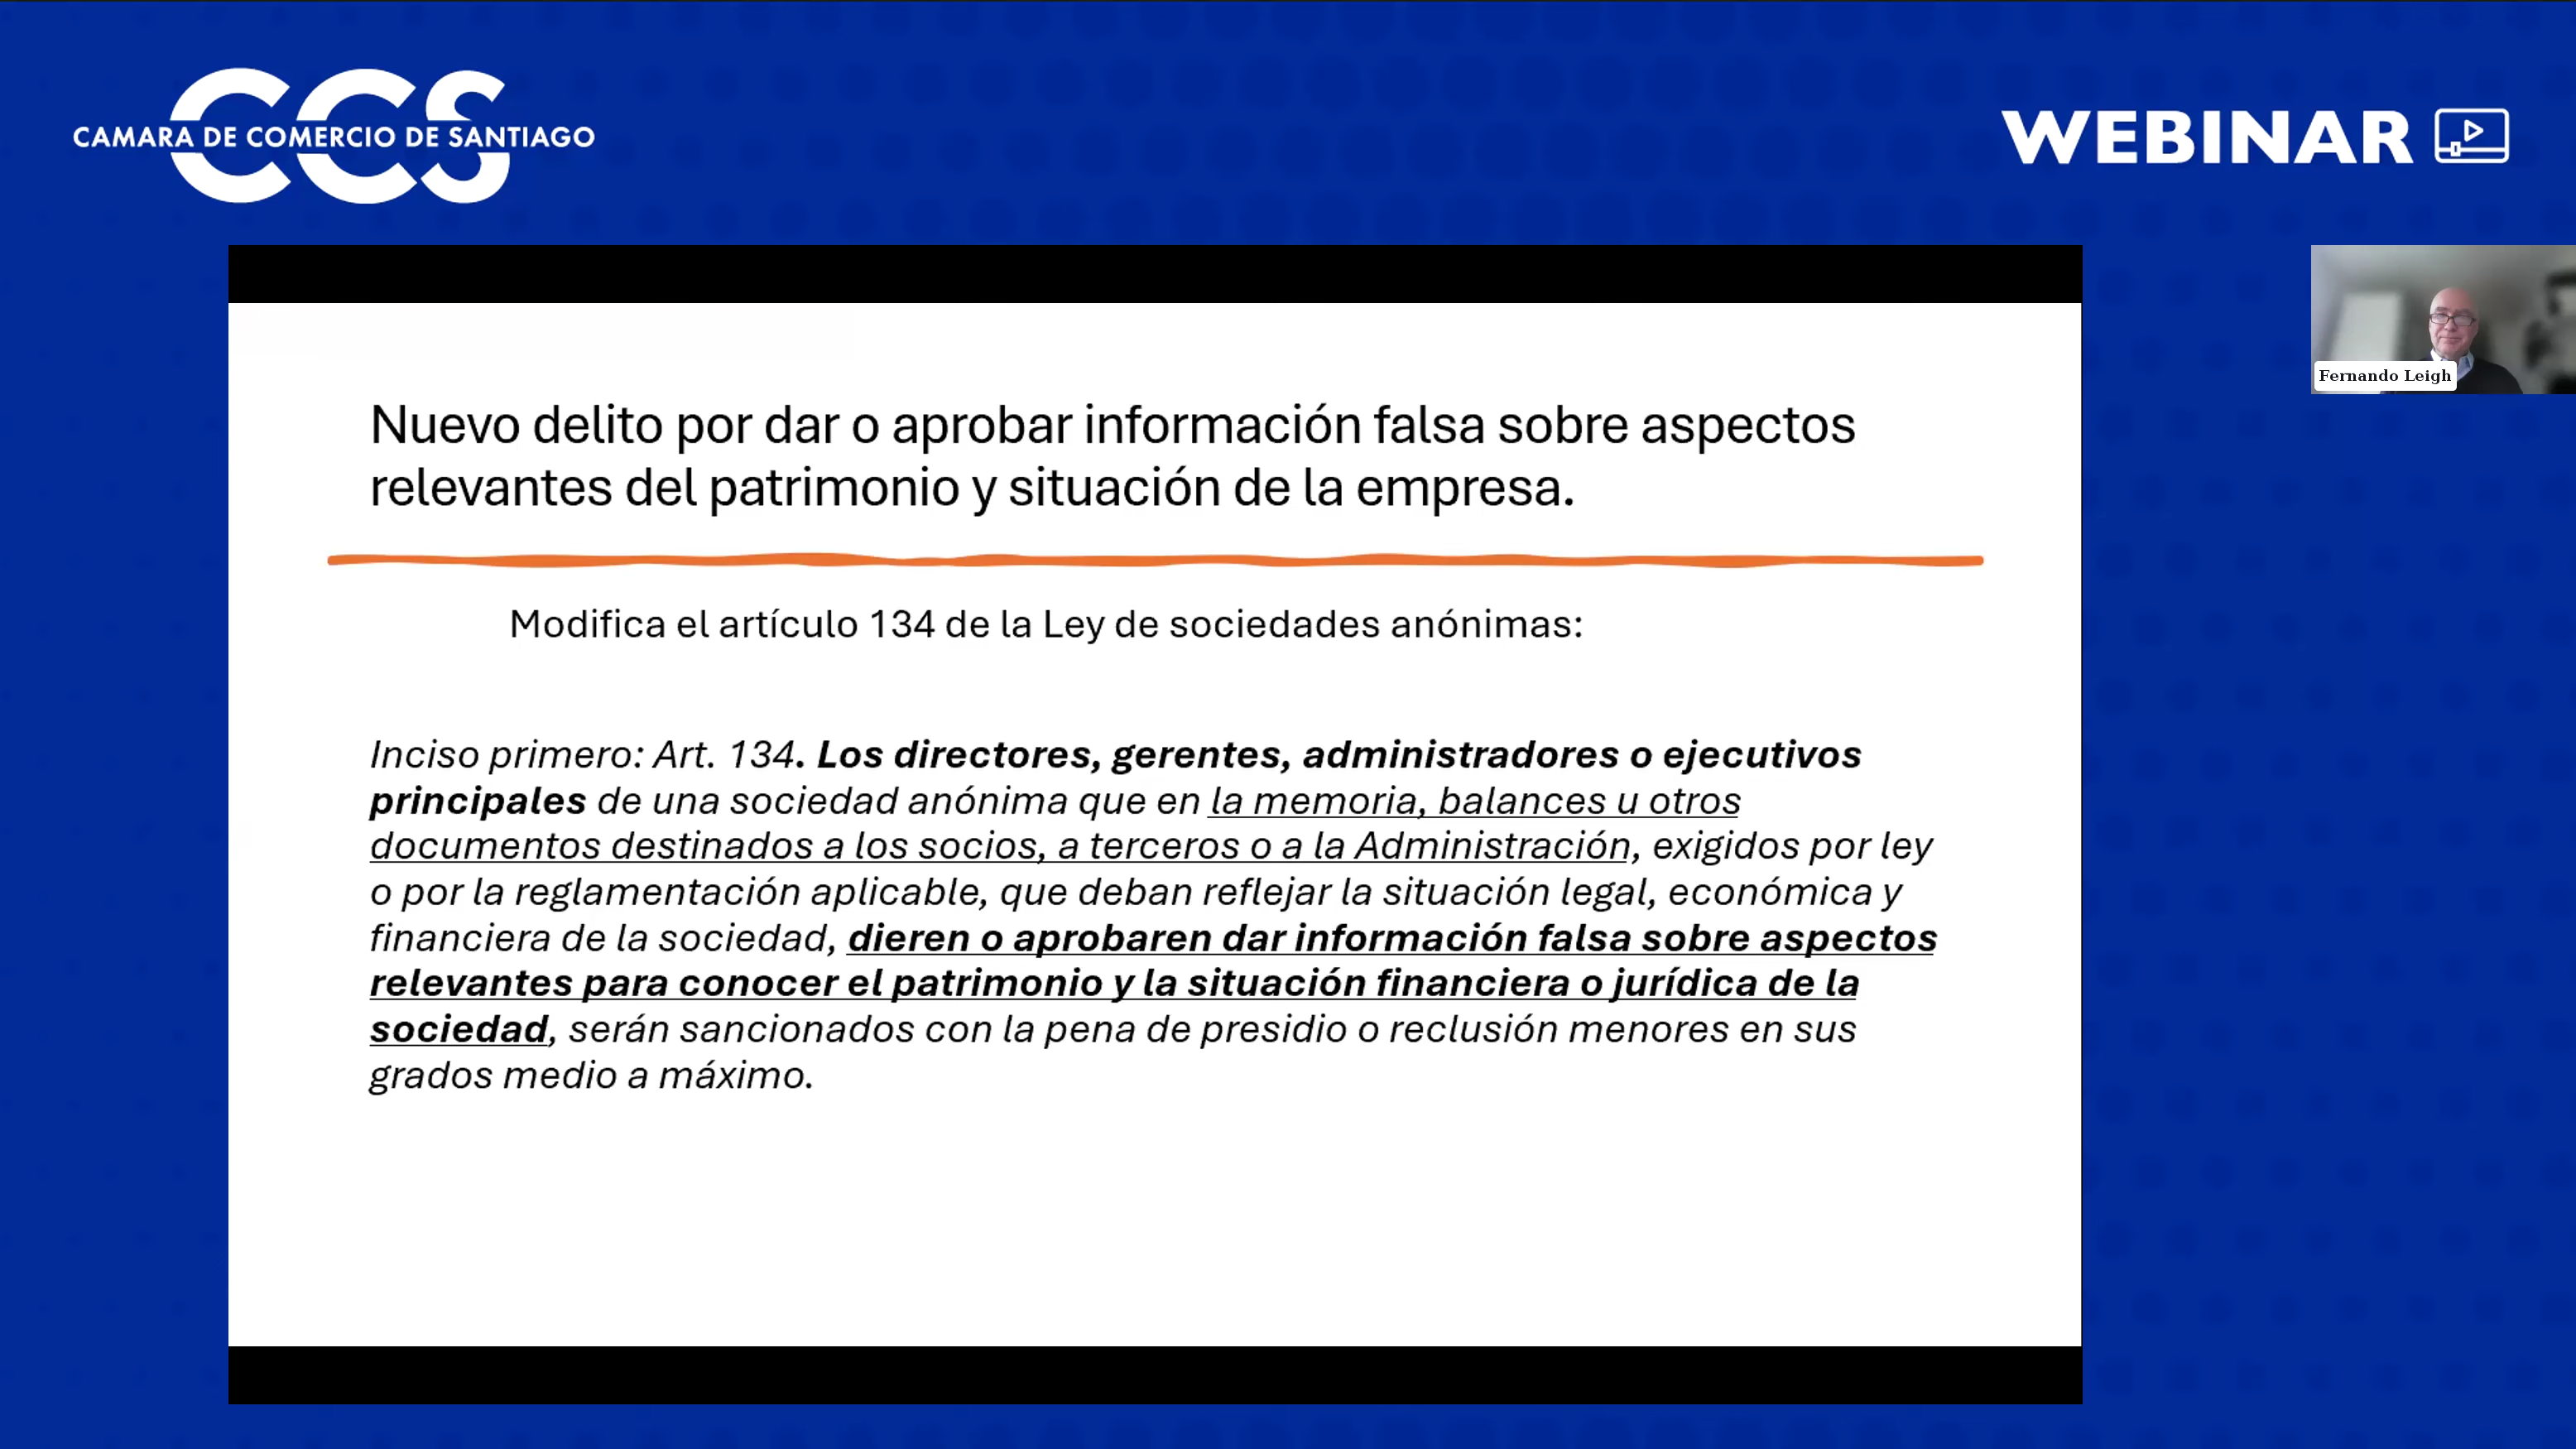 CCS
CAMARA DE COMERCIO DE SANTIAGO
WEBINAR
Fernando Leigh
Nuevo delito por dar o aprobar información falsa sobre aspectos
relevantes del patrimonio y situación de la empresa.
Modifica el artículo 134 de la Ley de sociedades anónimas:
Inciso primero: Art. 134. Los directores, gerentes, administradores o ejecutivos
principales de una sociedad anónima que en la memoria, balances u otros
documentos destinados a los socios, a terceros o a la Administración, exigidos por ley
o por la reglamentación aplicable, que deban reflejar la situación legal, económica y
financiera de la sociedad, dieren o aprobaren dar información falsa sobre aspectos
relevantes para conocer el patrimonio y la situación financiera o jurídica de la
sociedad, serán sancionados con la pena de presidio o reclusión menores en sus
grados medio a máximo.